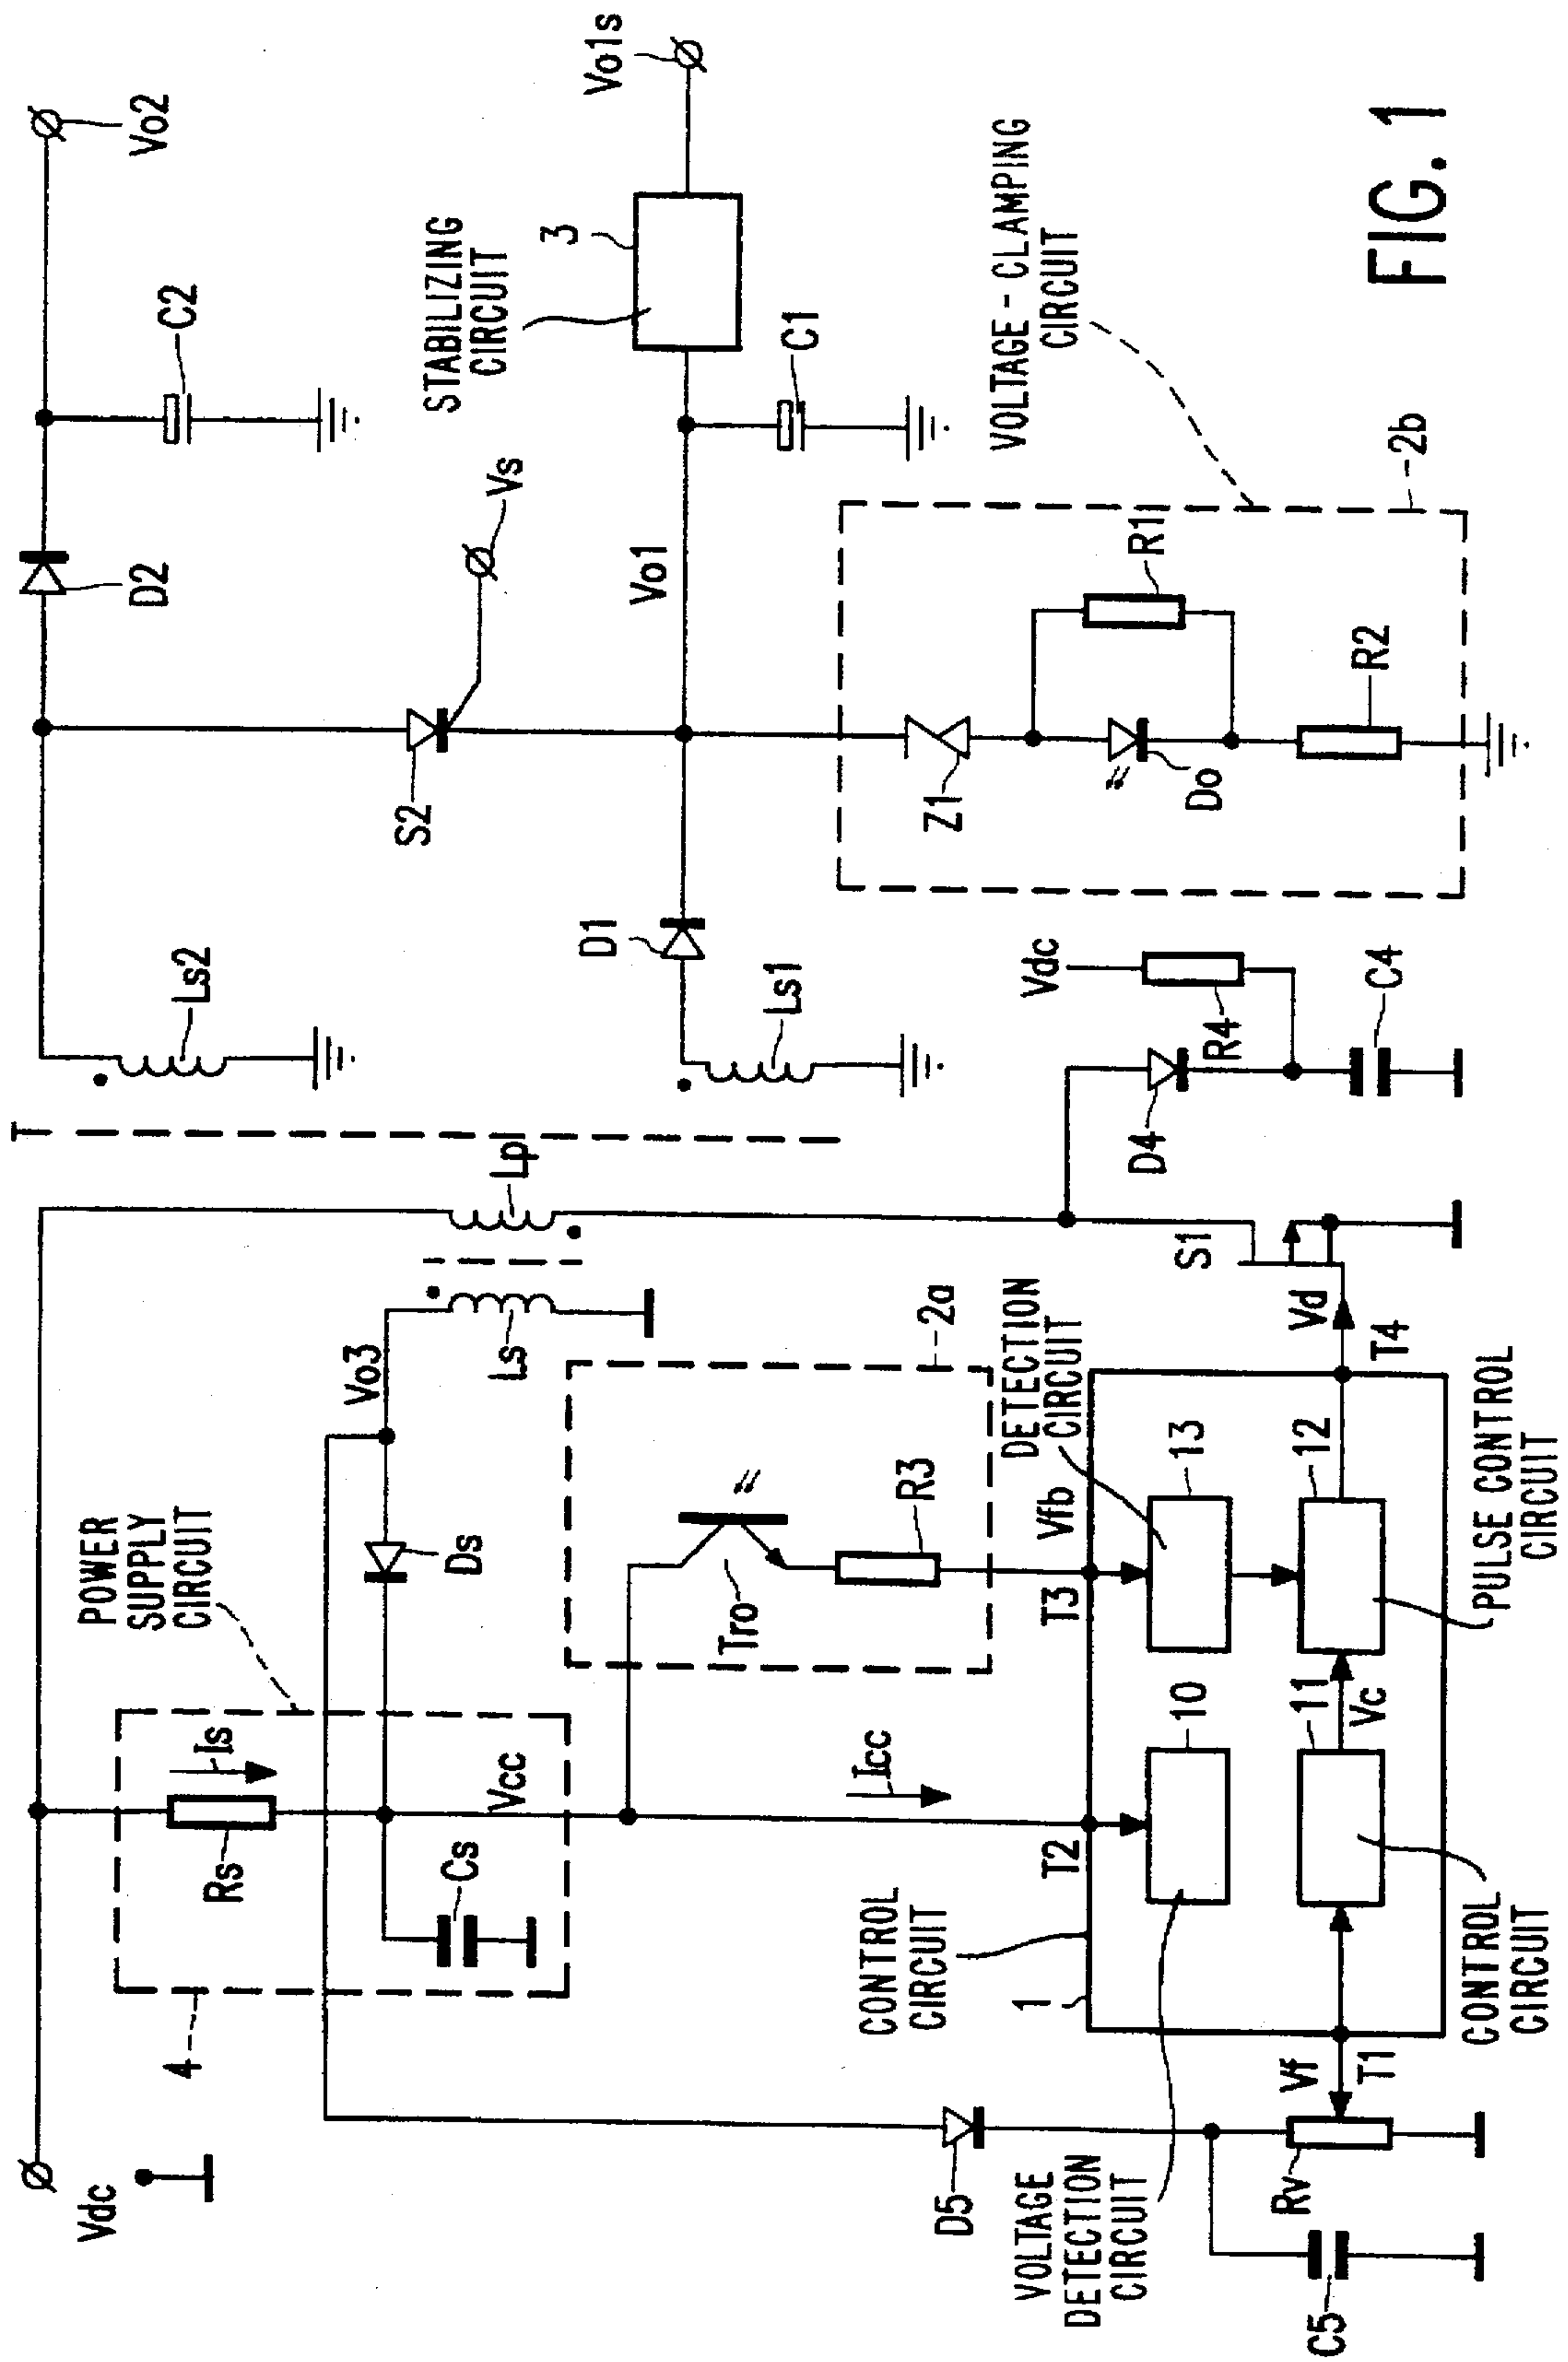 Vdc
4
Rs
Is
POWER
SUPPLY
CIRCUIT
Cs
Vcc
Ds
Vo3
Ls
Lp
T
Ls2
D2
C2
Vo2
S2
Vs
STABILIZING
CIRCUIT
3
Vo1s
D1
Ls1
Vo1
C1
Tro
R3
2a
Icc
D5
C5
Rv
Vf
T1
VOLTAGE
DETECTION
CIRCUIT
CONTROL
CIRCUIT
1
T2
T3
Vfb
DETECTION
CIRCUIT
10
13
11
Vc
12
CONTROL
CIRCUIT
PULSE CONTROL
CIRCUIT
T4
Vd
S1
D4
R4
Vdc
C4
Z1
Do
R1
R2
2b
VOLTAGE - CLAMPING
CIRCUIT
FIG. 1